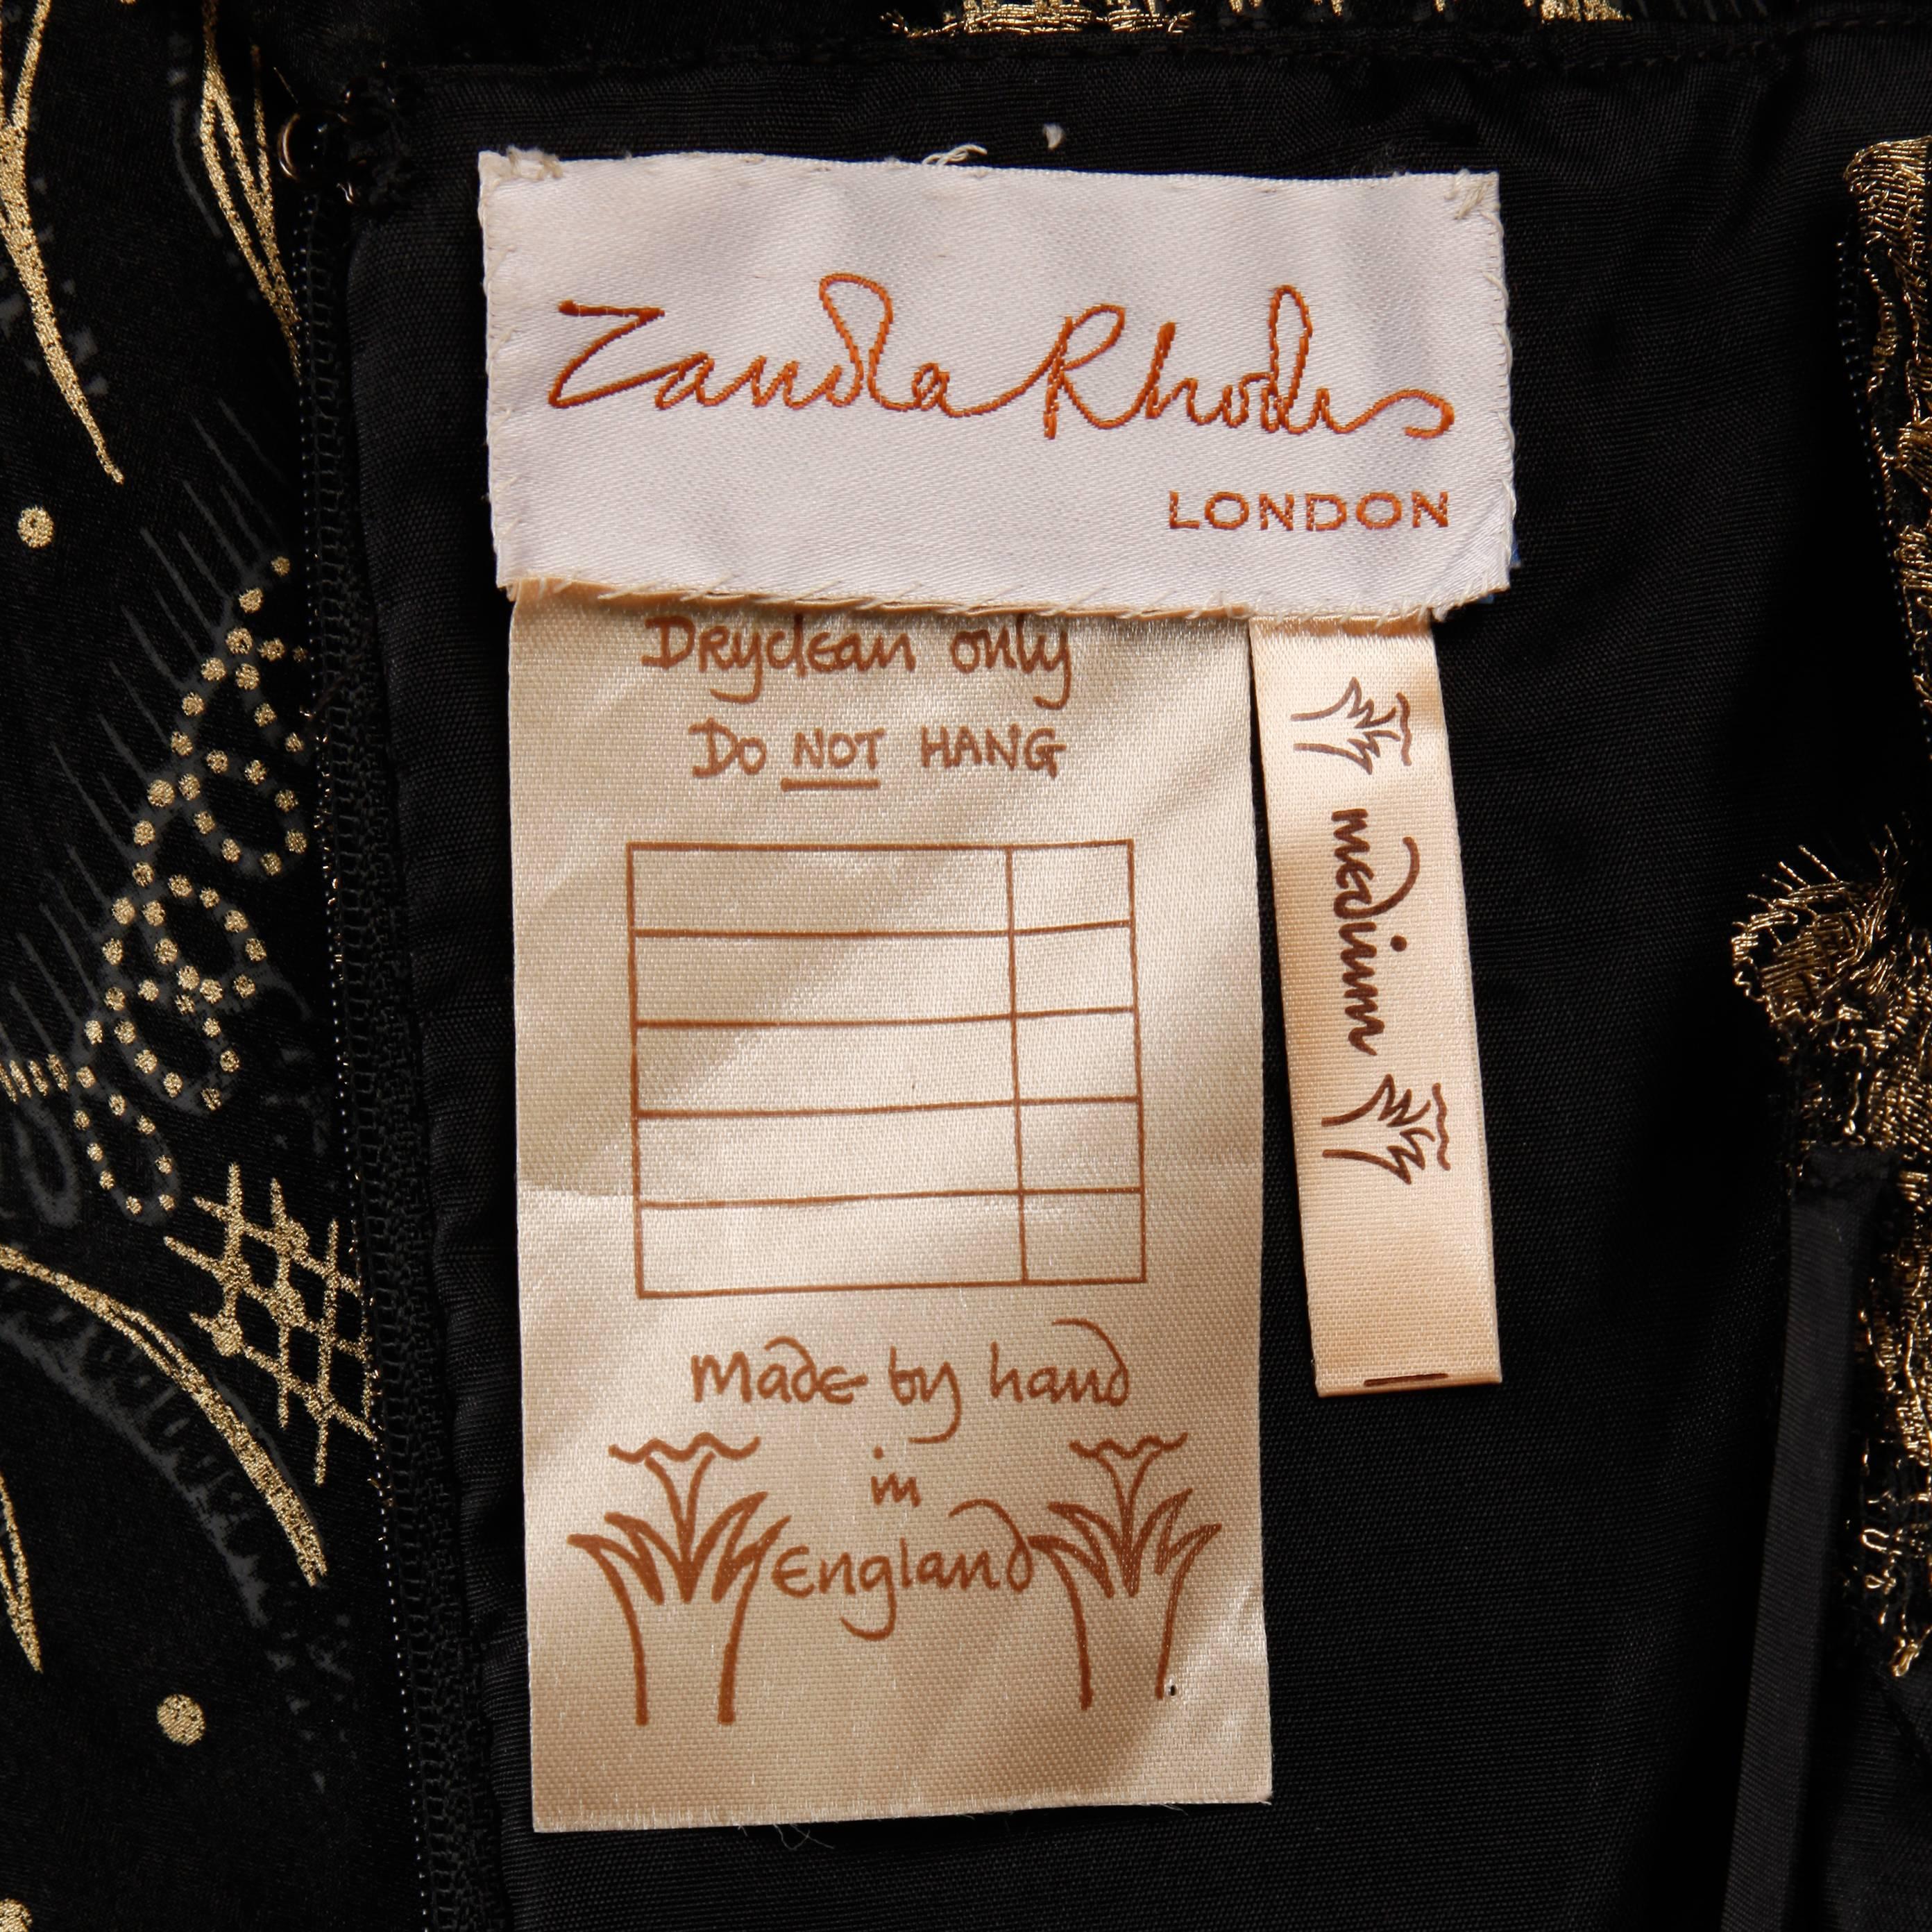 Zandra Rhodes
LONDON
Dryclean only
DO NOT HANG
made by hand
in
England
medium